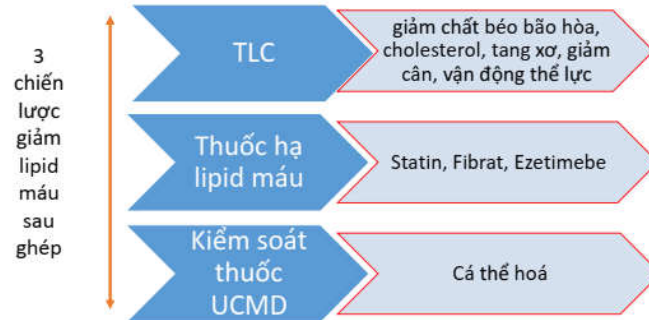 3
chiến
lược
giảm
lipid
máu
sau
ghép
TLC
giảm chất béo bão hòa,
cholesterol, tang xơ, giảm
cân, vận động thể lực
Thuốc hạ
lipid máu
Statin, Fibrat, Ezetimebe
Kiểm soát
thuốc
UCMD
Cá thể hoá